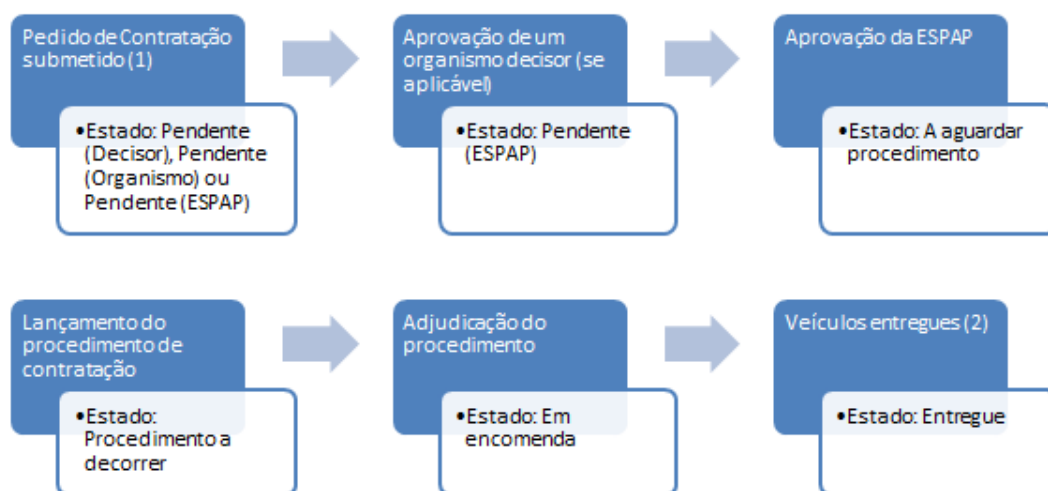 Pedido de Contratação
submetido (1)
•Estado: Pendente
(Decisor), Pendente
(Organismo) ou
Pendente (ESPAP)
Aprovação de um
organismo decisor (se
aplicável)
•Estado: Pendente
(ESPAP)
Aprovação da ESPAP
•Estado: A aguardar
procedimento
Lançamento do
procedimento de
contratação
•Estado:
Procedimento a
decorrer
Adjudicação do
procedimento
•Estado: Em
encomenda
Veículos entregues (2)
•Estado: Entregue